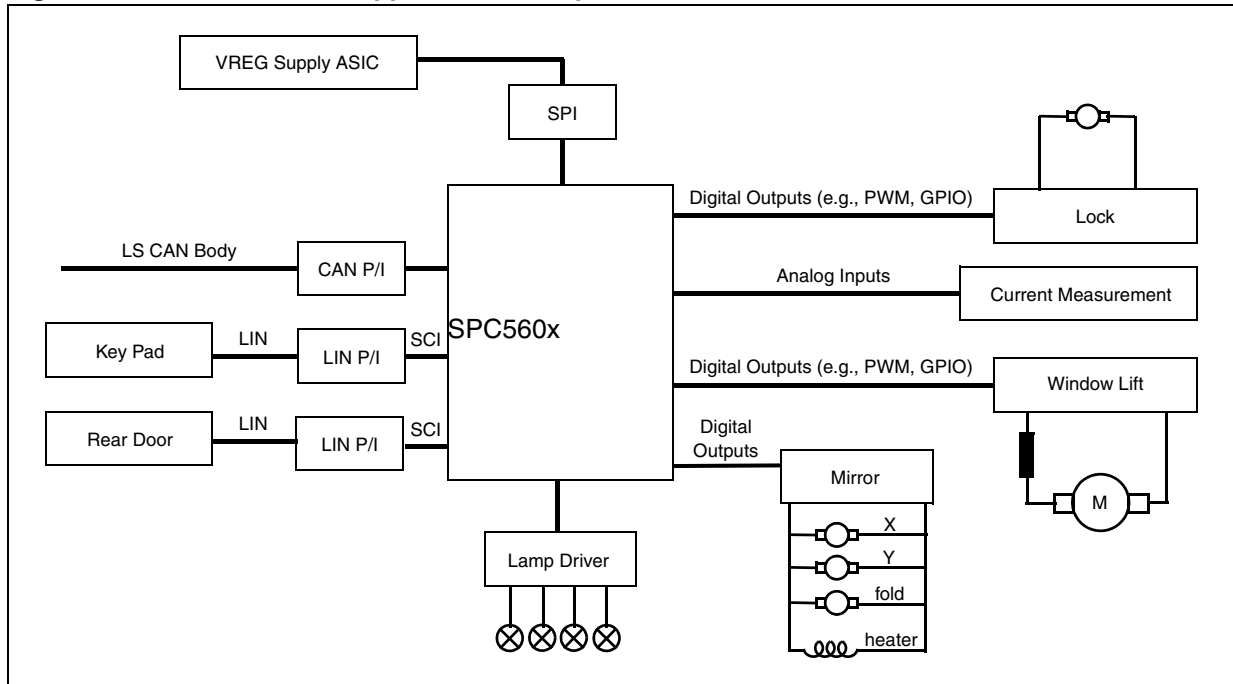 VREG Supply ASIC
SPI
Digital Outputs (e.g., PWM, GPIO)
Lock
LS CAN Body
CAN P/I
Analog Inputs
Current Measurement
SPC560x
Key Pad
LIN
LIN P/I
SCI
Digital Outputs (e.g., PWM, GPIO)
Window Lift
Rear Door
LIN
LIN P/I
SCI
Digital
Outputs
Mirror
M
X
Y
fold
heater
Lamp Driver